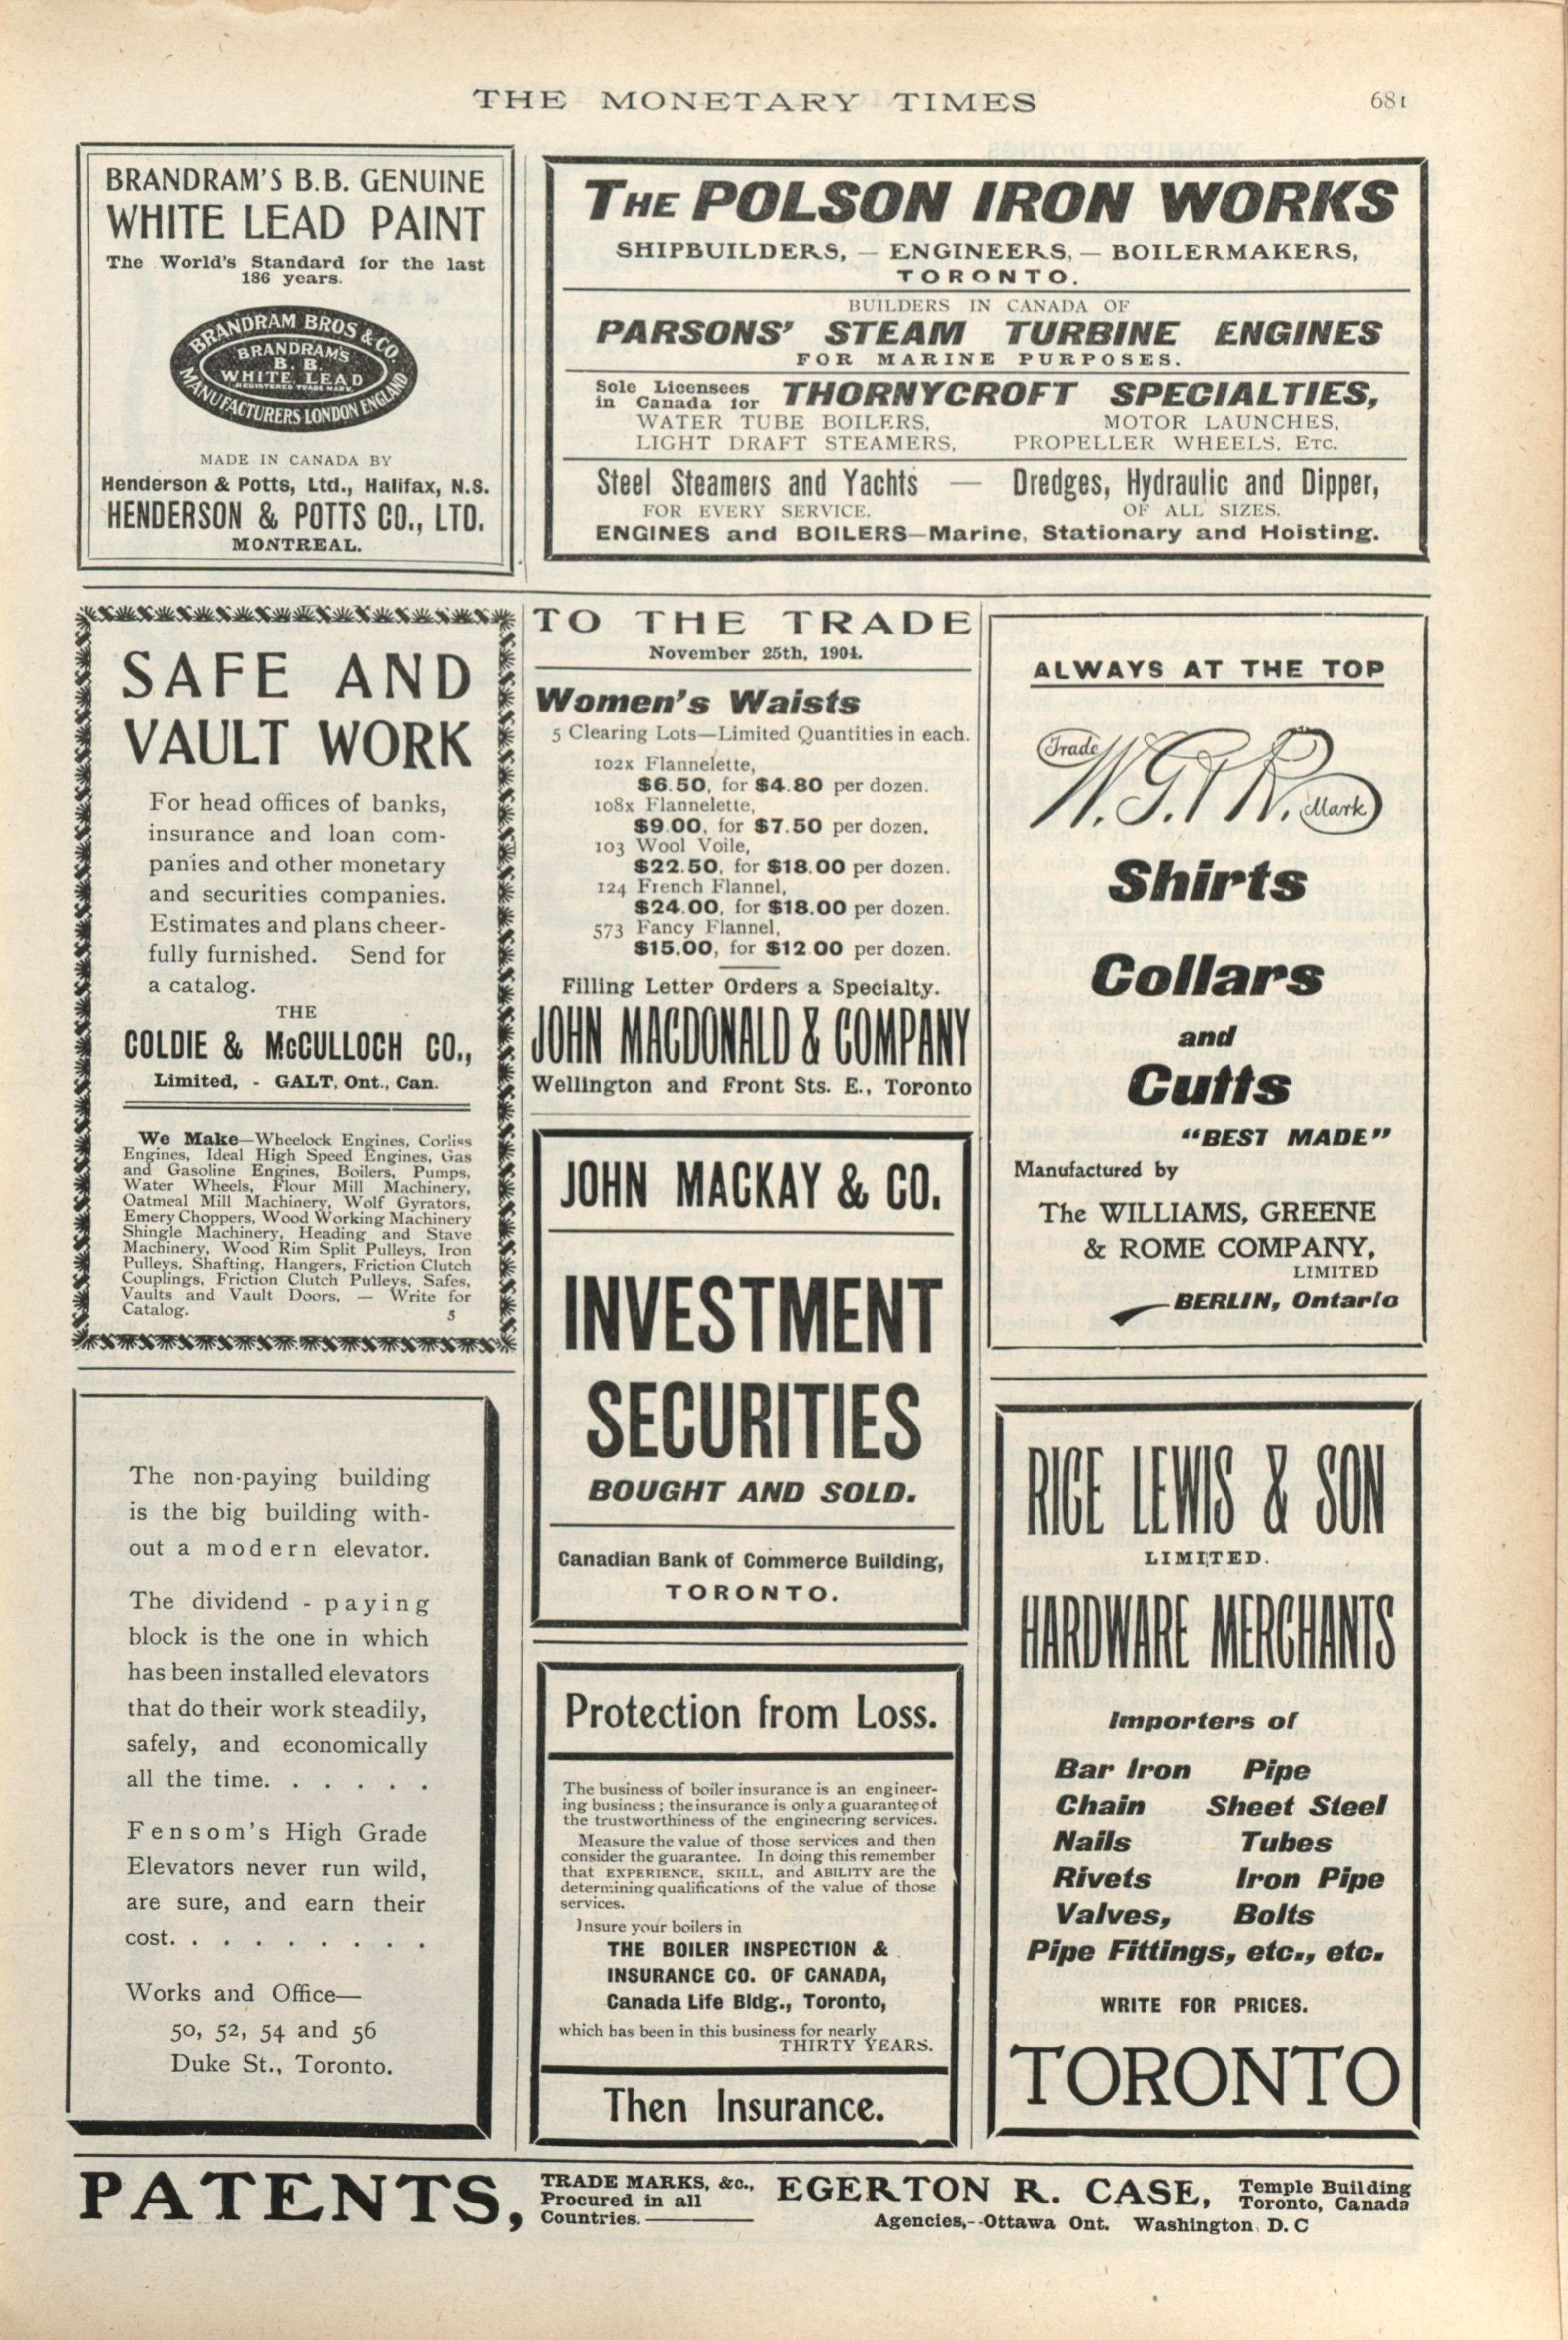 THE MONETARY TIMES
681
BRANDRAM'S B.B. GENUINE
WHITE LEAD PAINT
The World's Standard for the last
186 years.
BRANDRAM BROS & CO.
BRANDRAM'S
B. B.
WHITE LEAD
REGISTERED TRADE MARK
MANUFACTURERS LONDON ENGLAND
MADE IN CANADA BY
Henderson & Potts, Ltd., Halifax, N.S.
HENDERSON & POTTS CO., LTD.
MONTREAL.
THE POLSON IRON WORKS
SHIPBUILDERS, — ENGINEERS, — BOILERMAKERS,
TORONTO.
BUILDERS IN CANADA OF
PARSONS' STEAM TURBINE ENGINES
FOR MARINE PURPOSES.
Sole Licensees
in Canada for THORNYCROFT SPECIALTIES,
WATER TUBE BOILERS, MOTOR LAUNCHES,
LIGHT DRAFT STEAMERS, PROPELLER WHEELS, ETC.
Steel Steamers and Yachts — Dredges, Hydraulic and Dipper,
FOR EVERY SERVICE. OF ALL SIZES.
ENGINES and BOILERS—Marine, Stationary and Hoisting.
SAFE AND
VAULT WORK
For head offices of banks,
insurance and loan com-
panies and other monetary
and securities companies.
Estimates and plans cheer-
fully furnished. Send for
a catalog.
THE
GOLDIE & McCULLOCH CO.,
Limited, - GALT, Ont., Can.
We Make—Wheelock Engines, Corliss
Engines, Ideal High Speed Engines, Gas
and Gasoline Engines, Boilers, Pumps,
Water Wheels, Flour Mill Machinery,
Oatmeal Mill Machinery, Wolf Gyrators,
Emery Choppers, Wood Working Machinery
Shingle Machinery, Heading and Stave
Machinery, Wood Rim Split Pulleys, Iron
Pulleys, Shafting, Hangers, Friction Clutch
Couplings, Friction Clutch Pulleys, Safes,
Vaults and Vault Doors, — Write for
Catalog. 5
TO THE TRADE
November 25th, 1904.
Women's Waists
5 Clearing Lots—Limited Quantities in each.
102x Flannelette,
$6.50, for $4.80 per dozen.
108x Flannelette,
$9.00, for $7.50 per dozen.
103 Wool Voile,
$22.50, for $18.00 per dozen.
124 French Flannel,
$24.00, for $18.00 per dozen.
573 Fancy Flannel,
$15.00, for $12.00 per dozen.
Filling Letter Orders a Specialty.
JOHN MACDONALD & COMPANY
Wellington and Front Sts. E., Toronto
ALWAYS AT THE TOP
Trade
W.G.&R.
Mark
Shirts
Collars
and
Cuffs
"BEST MADE"
Manufactured by
The WILLIAMS, GREENE
& ROME COMPANY,
LIMITED
BERLIN, Ontario
JOHN MACKAY & CO.
INVESTMENT
SECURITIES
BOUGHT AND SOLD.
Canadian Bank of Commerce Building,
TORONTO.
The non-paying building
is the big building with-
out a modern elevator.
The dividend - paying
block is the one in which
has been installed elevators
that do their work steadily,
safely, and economically
all the time. . . . . .
Fensom's High Grade
Elevators never run wild,
are sure, and earn their
cost. . . . . . . . . .
Works and Office—
50, 52, 54 and 56
Duke St., Toronto.
Protection from Loss.
The business of boiler insurance is an engineer-
ing business ; the insurance is only a guarantee of
the trustworthiness of the engineering services.
Measure the value of those services and then
consider the guarantee. In doing this remember
that EXPERIENCE, SKILL, and ABILITY are the
determining qualifications of the value of those
services.
Insure your boilers in
THE BOILER INSPECTION &
INSURANCE CO. OF CANADA,
Canada Life Bldg., Toronto,
which has been in this business for nearly
THIRTY YEARS.
Then Insurance.
RICE LEWIS & SON
LIMITED.
HARDWARE MERCHANTS
Importers of
Bar Iron Pipe
Chain Sheet Steel
Nails Tubes
Rivets Iron Pipe
Valves, Bolts
Pipe Fittings, etc., etc.
WRITE FOR PRICES.
TORONTO
PATENTS,
TRADE MARKS, &c.,
Procured in all
Countries.
EGERTON R. CASE,
Temple Building
Toronto, Canada
Agencies,--Ottawa Ont. Washington, D. C